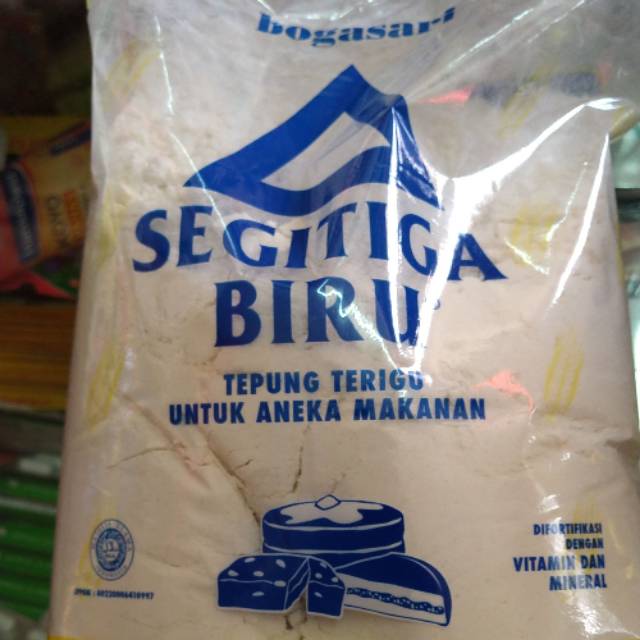 bogasari
SEGITIGA
BIRU
TEPUNG TERIGU
UNTUK ANEKA MAKANAN
DIFORTIFIKASI
DENGAN
VITAMIN DAN
MINERAL